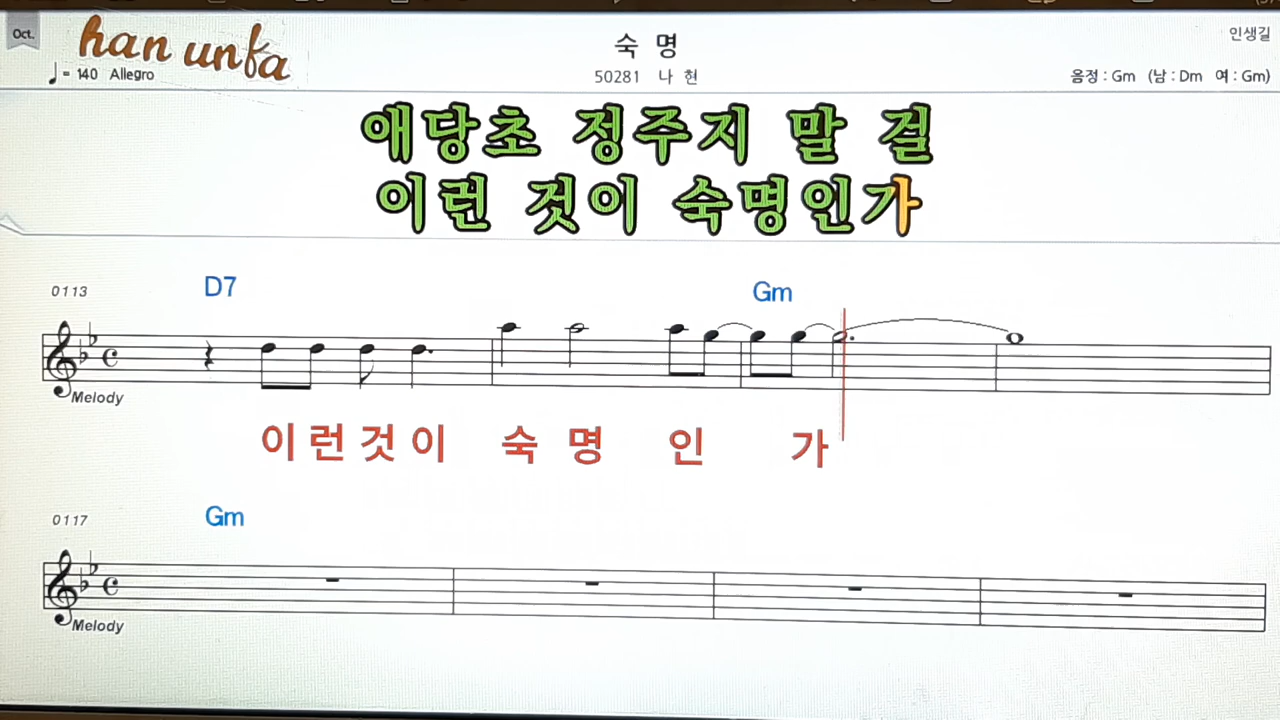 Oct.
han unfa
♩= 140 Allegro
숙 명
50281 나 현
인생길
음정 : Gm (남 : Dm 여 : Gm)
애당초 정주지 말 걸
이런 것이 숙명인가
0113
D7
Gm
Melody
이 런 것 이 숙 명 인 가
0117
Gm
Melody